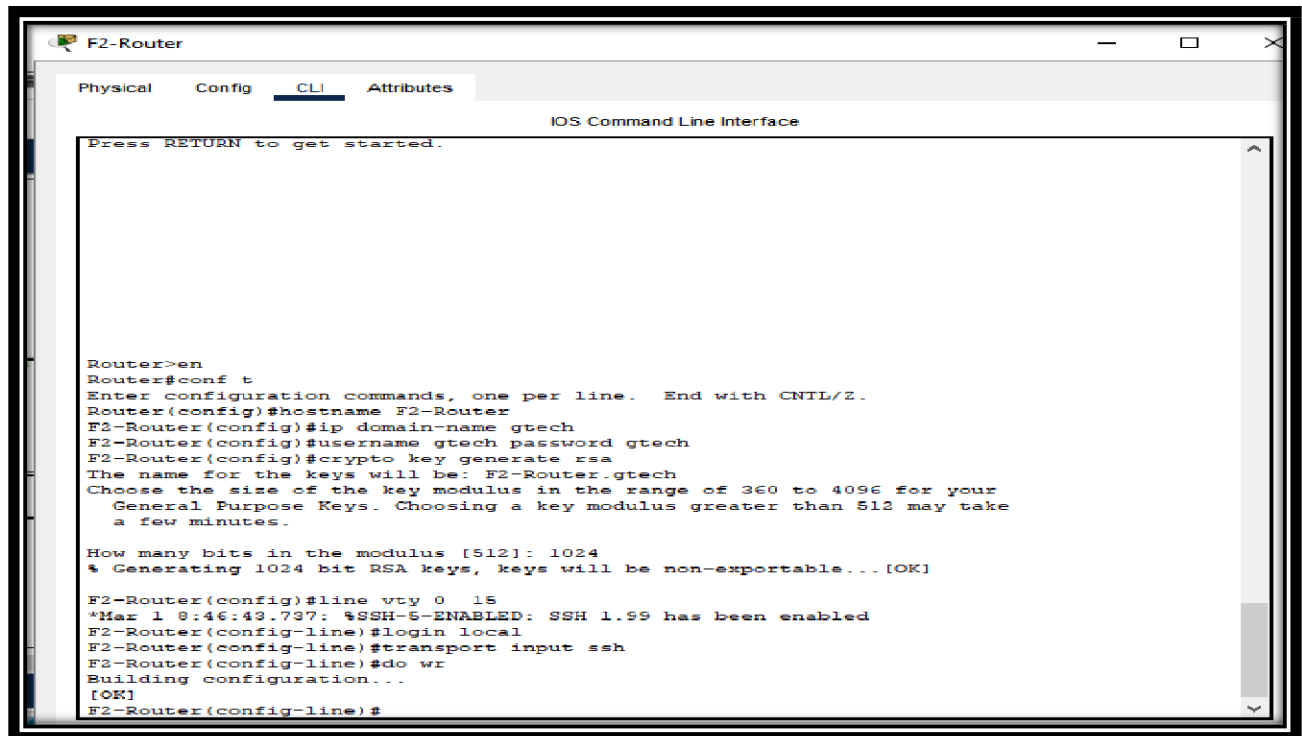 F2-Router
Physical Config CLI Attributes
IOS Command Line Interface
Press RETURN to get started.
Router>en
Router#conf t
Enter configuration commands, one per line.  End with CNTL/Z.
Router(config)#hostname F2-Router
F2-Router(config)#ip domain-name gtech
F2-Router(config)#username gtech password gtech
F2-Router(config)#crypto key generate rsa
The name for the keys will be: F2-Router.gtech
Choose the size of the key modulus in the range of 360 to 4096 for your
  General Purpose Keys. Choosing a key modulus greater than 512 may take
  a few minutes.
How many bits in the modulus [512]: 1024
% Generating 1024 bit RSA keys, keys will be non-exportable...[OK]
F2-Router(config)#line vty 0  15
*Mar 1 8:46:43.737: %SSH-5-ENABLED: SSH 1.99 has been enabled
F2-Router(config-line)#login local
F2-Router(config-line)#transport input ssh
F2-Router(config-line)#do wr
Building configuration...
[OK]
F2-Router(config-line)#